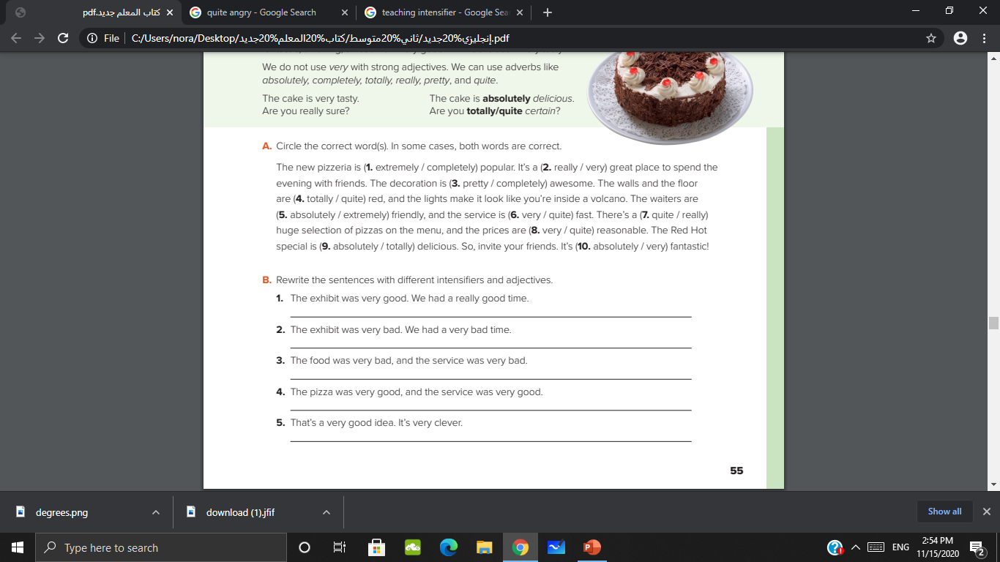 كتاب المعلم جديد.pdf
quite angry - Google Search
teaching intensifier - Google Sea
File
C:/Users/nora/Desktop/إنجليزي%20جديد/ثاني%20متوسط/كتاب%20المعلم%20جديد.pdf
We do not use very with strong adjectives. We can use adverbs like
absolutely, completely, totally, really, pretty, and quite.
The cake is very tasty. The cake is absolutely delicious.
Are you really sure? Are you totally/quite certain?
A. Circle the correct word(s). In some cases, both words are correct.
The new pizzeria is (1. extremely / completely) popular. It's a (2. really / very) great place to spend the
evening with friends. The decoration is (3. pretty / completely) awesome. The walls and the floor
are (4. totally / quite) red, and the lights make it look like you're inside a volcano. The waiters are
(5. absolutely / extremely) friendly, and the service is (6. very / quite) fast. There's a (7. quite / really)
huge selection of pizzas on the menu, and the prices are (8. very / quite) reasonable. The Red Hot
special is (9. absolutely / totally) delicious. So, invite your friends. It's (10. absolutely / very) fantastic!
B. Rewrite the sentences with different intensifiers and adjectives.
1. The exhibit was very good. We had a really good time.
2. The exhibit was very bad. We had a very bad time.
3. The food was very bad, and the service was very bad.
4. The pizza was very good, and the service was very good.
5. That's a very good idea. It's very clever.
55
degrees.png
download (1).jfif
Show all
Type here to search
ENG
2:54 PM
11/15/2020
2